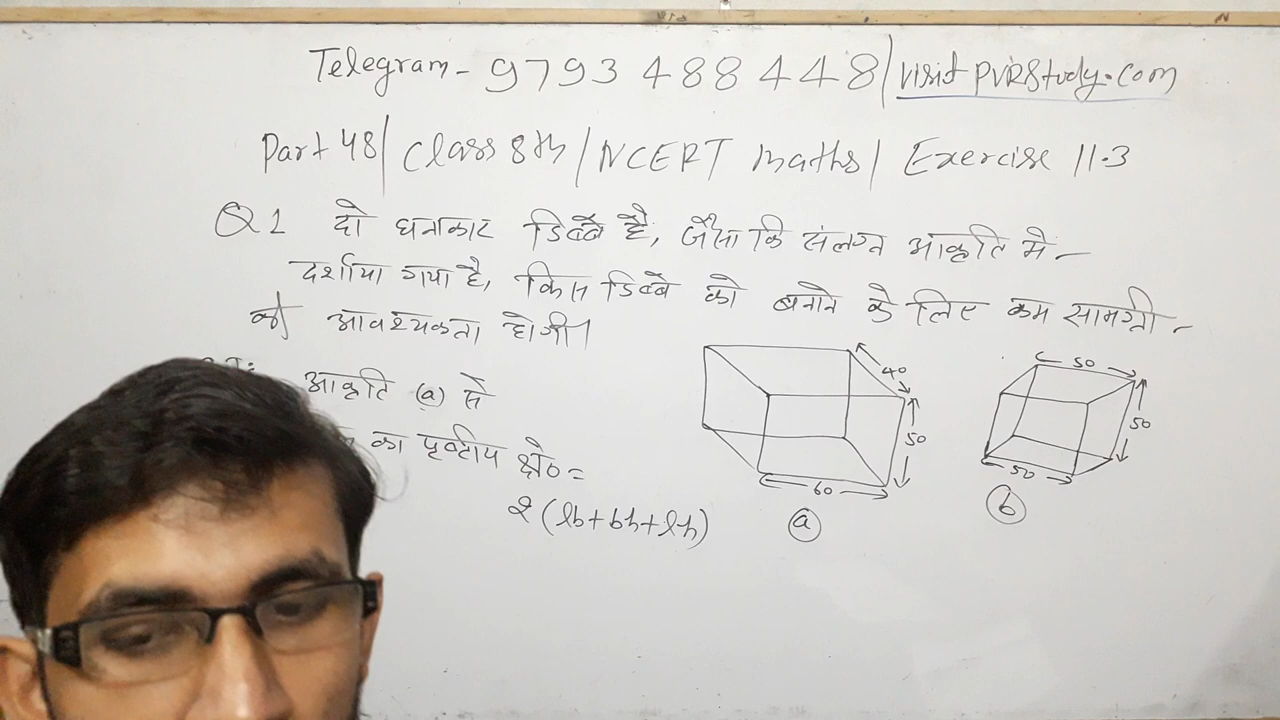 Telegram - 9793488448 | visit PVRStudy.com
Part 48 | Class 8th | NCERT Maths | Exercise 11.3
Q1 दो घनाकार डिब्बे है, जैसा कि संलग्न आकृति मे -
दर्शाया गया है, किस डिब्बे को बनाने के लिए कम सामग्री -
की आवश्यकता होगी।
आकृति (a) से
का पृष्ठीय क्षे० =
2 (lb+bh+lh)
40
50
60
a
50
50
50
b